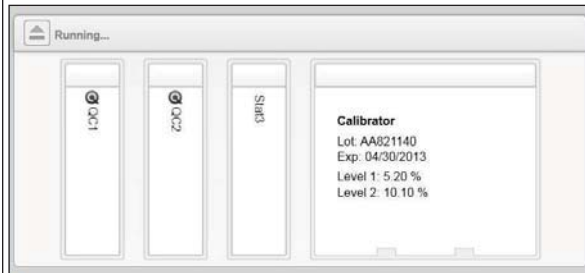 Running...
QC1
QC2
Stat3
Calibrator
Lot: AA821140
Exp: 04/30/2013
Level 1: 5.20 %
Level 2: 10.10 %